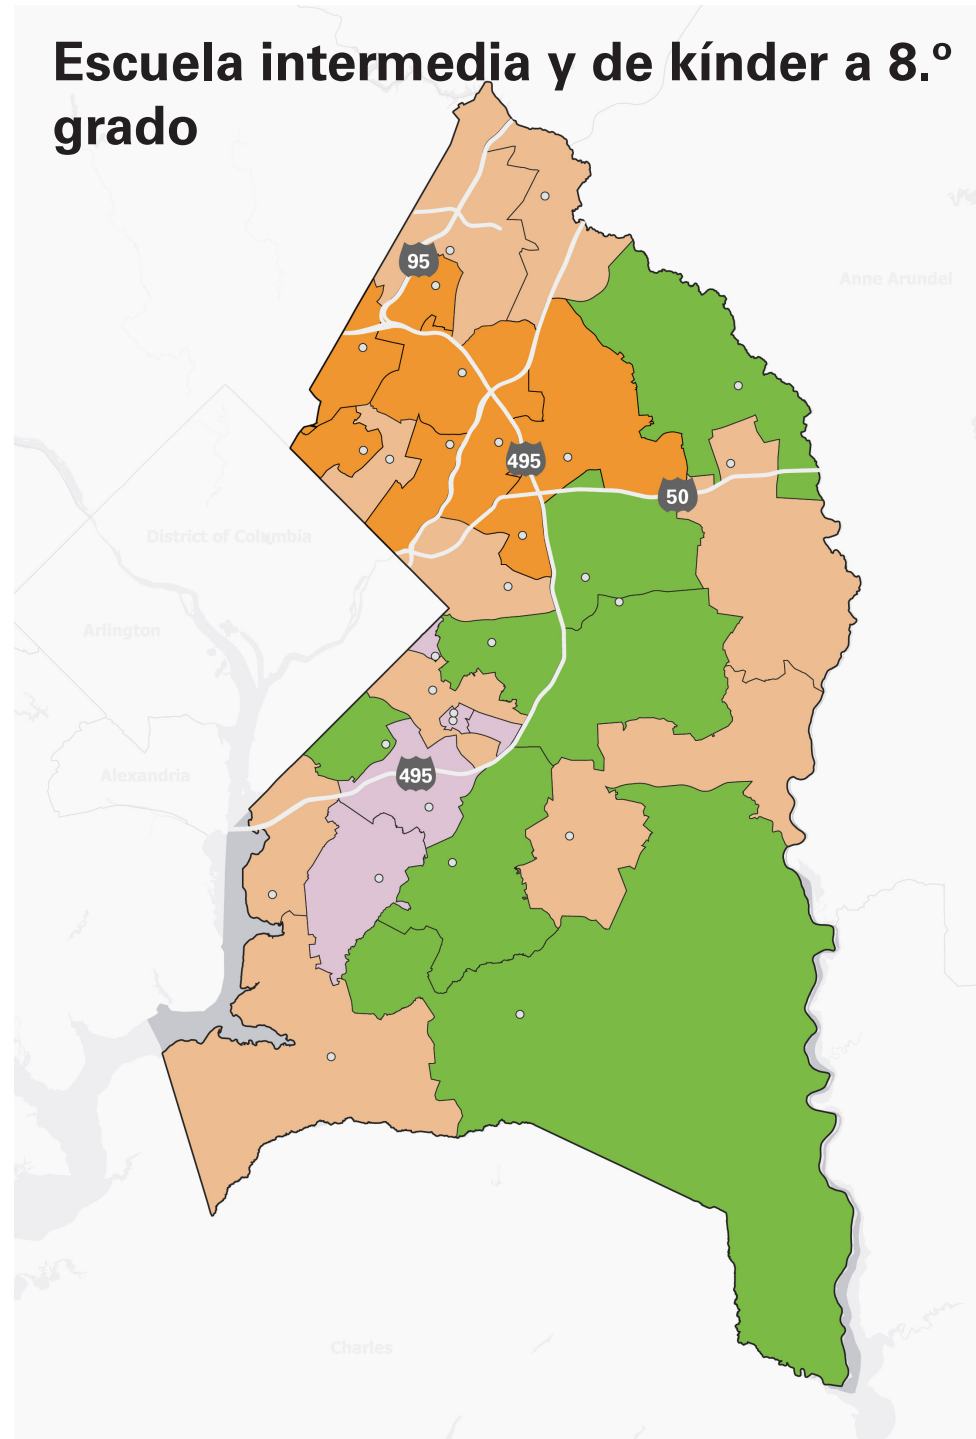 Escuela intermedia y de kínder a 8.º
grado
95
Anne Arundel
495
50
District of Columbia
Arlington
495
Alexandria
Charles